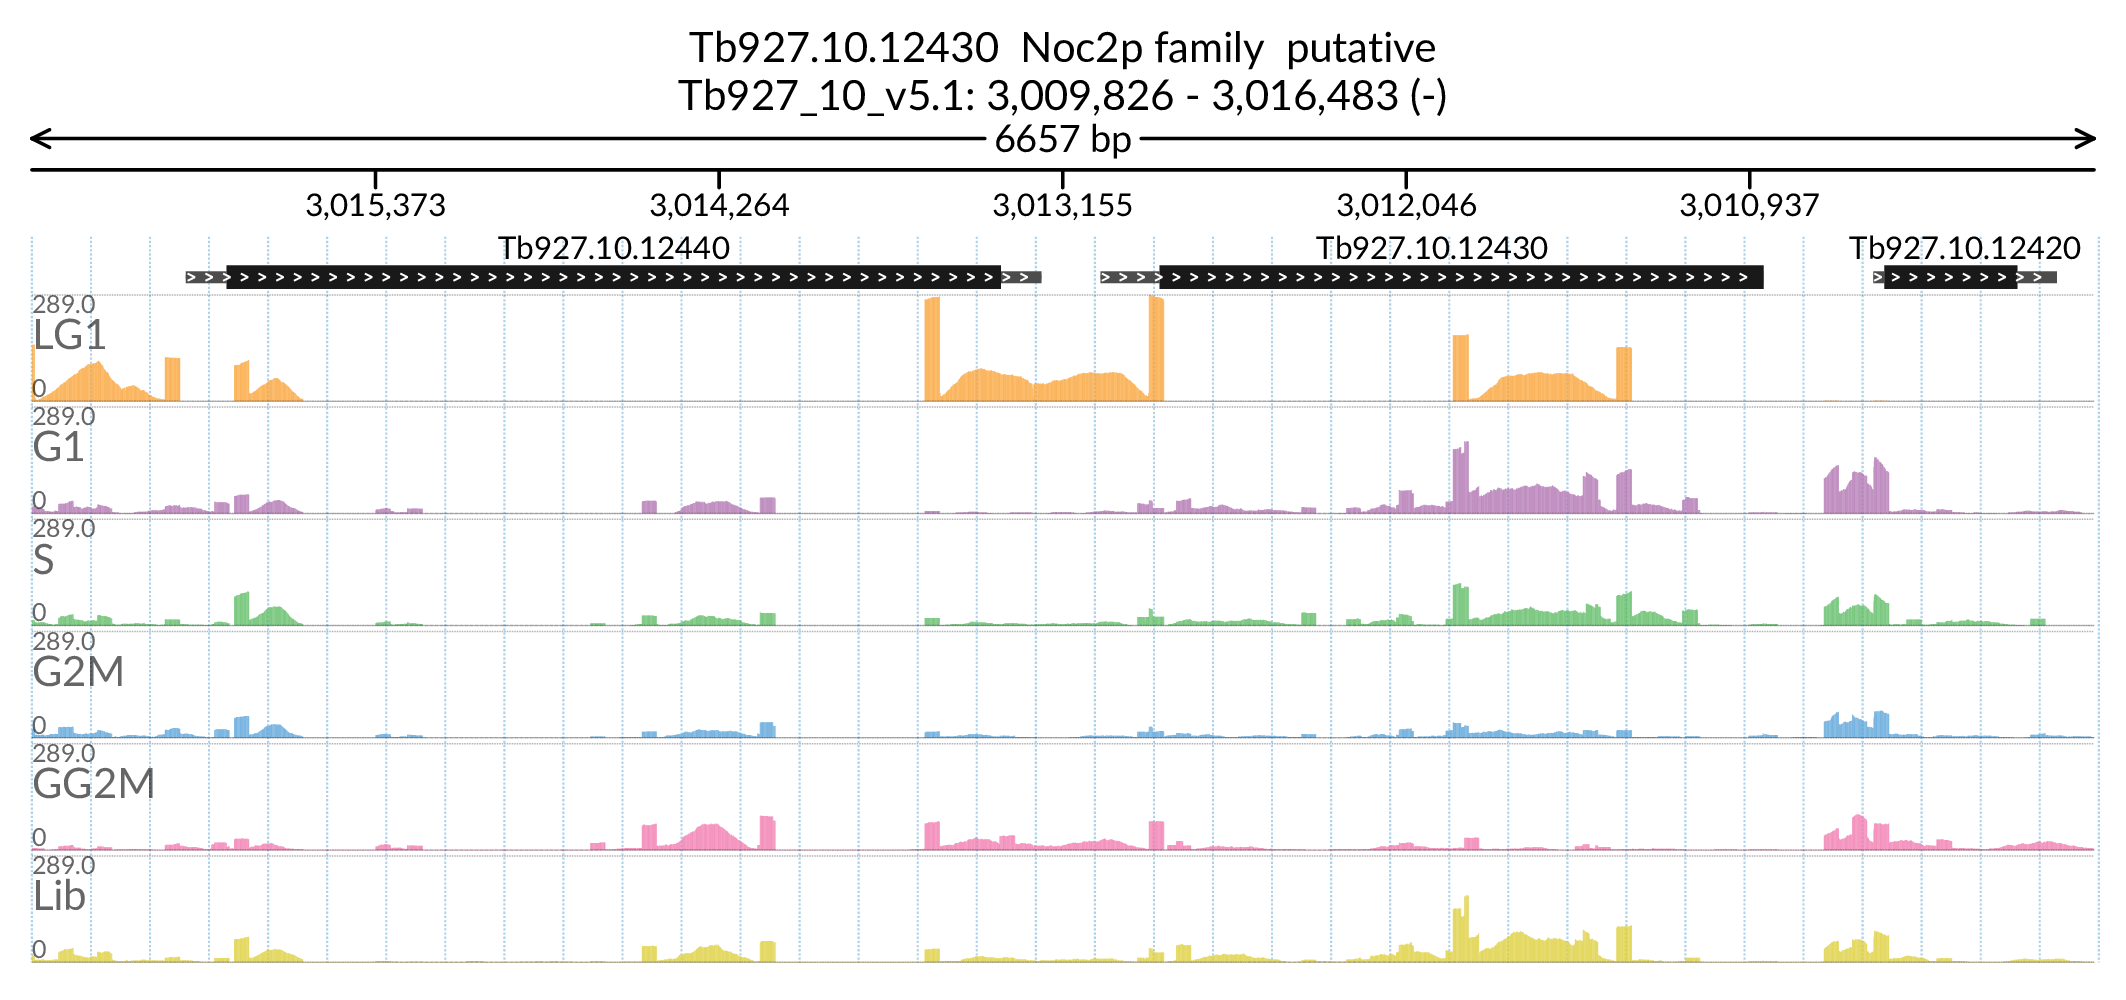 Tb927.10.12430  Noc2p family  putative
Tb927_10_v5.1: 3,009,826 - 3,016,483 (-)
6657 bp
3,015,373 3,014,264 3,013,155 3,012,046 3,010,937
Tb927.10.12440 Tb927.10.12430 Tb927.10.12420
289.0
LG1
0
289.0
G1
0
289.0
S
0
289.0
G2M
0
289.0
GG2M
0
289.0
Lib
0